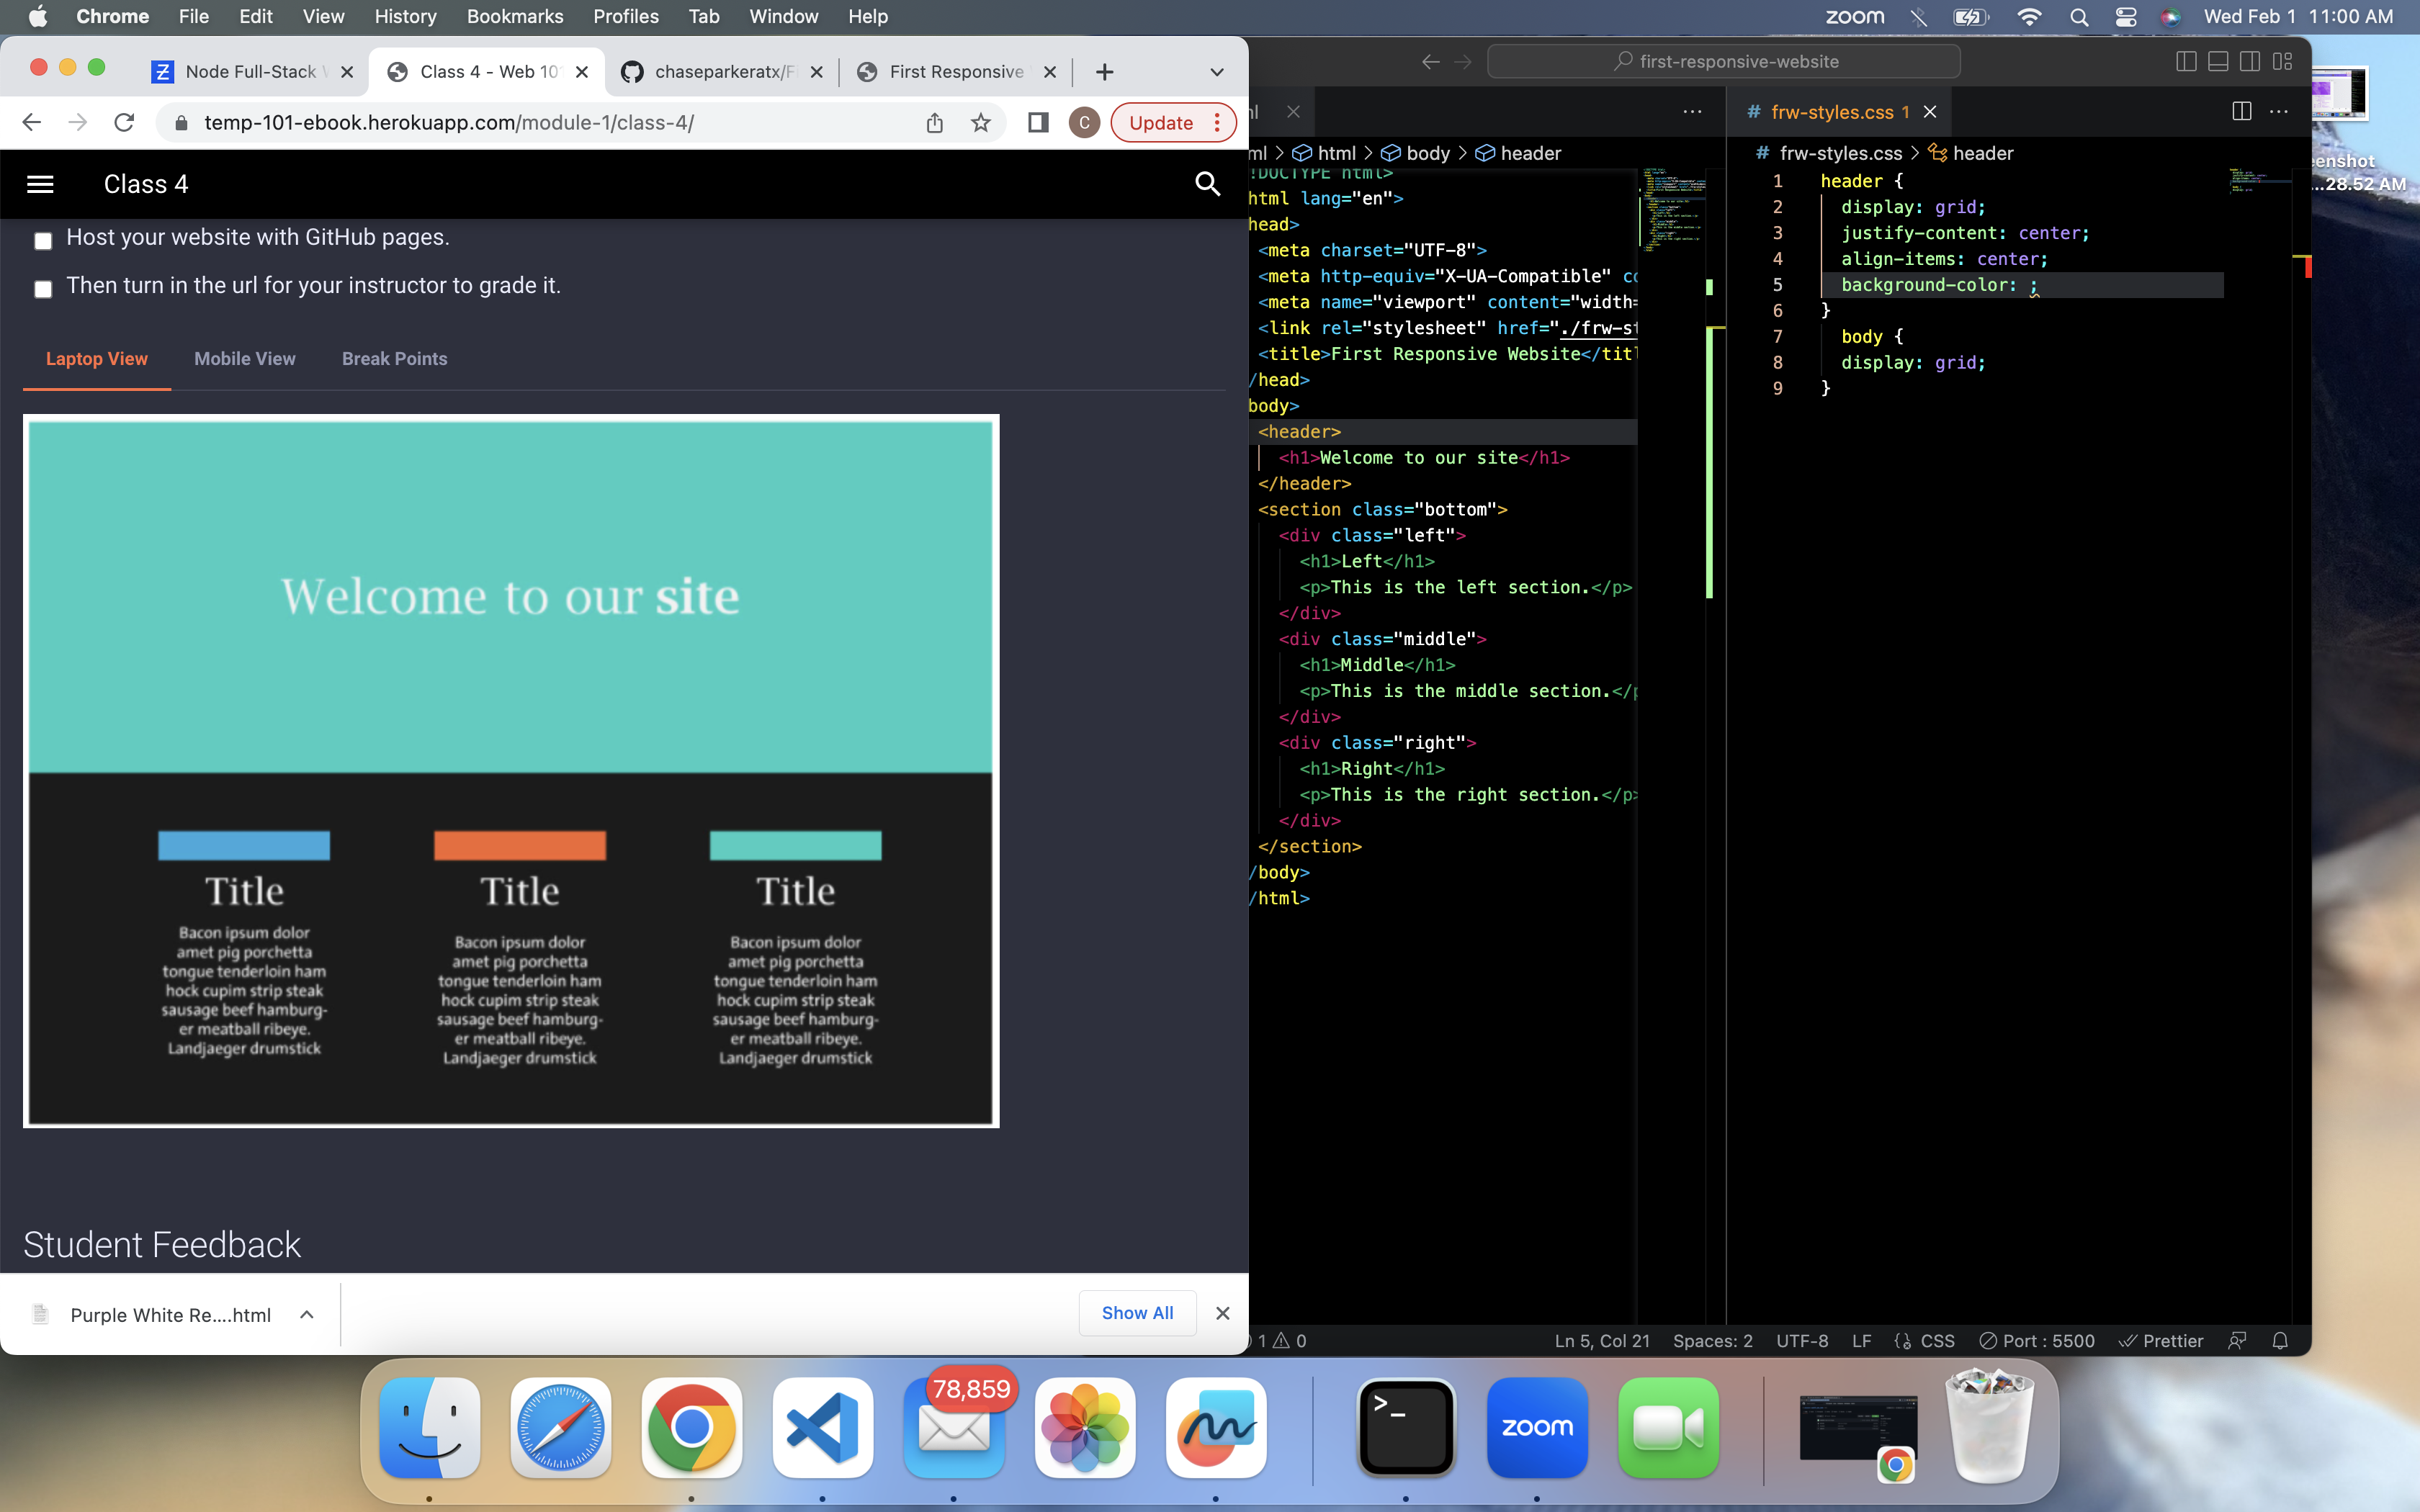 Chrome File Edit View History Bookmarks Profiles Tab Window Help
zoom Wed Feb 1 11:00 AM
Node Full-Stack
Class 4 - Web 10
chaseparkeratx/F
First Responsive
temp-101-ebook.herokuapp.com/module-1/class-4/
C
Update
Class 4
Host your website with GitHub pages.
Then turn in the url for your instructor to grade it.
Laptop View Mobile View Break Points
Welcome to our site
Title Title Title
Bacon ipsum dolor
amet pig porchetta
tongue tenderloin ham
hock cupim strip steak
sausage beef hamburg-
er meatball ribeye.
Landjaeger drumstick
Bacon ipsum dolor
amet pig porchetta
tongue tenderloin ham
hock cupim strip steak
sausage beef hamburg-
er meatball ribeye.
Landjaeger drumstick
Bacon ipsum dolor
amet pig porchetta
tongue tenderloin ham
hock cupim strip steak
sausage beef hamburg-
er meatball ribeye.
Landjaeger drumstick
Student Feedback
Purple White Re....html
Show All
first-responsive-website
ml > html > body > header
!DOCTYPE html>
html lang="en">
head>
<meta charset="UTF-8">
<meta http-equiv="X-UA-Compatible" co
<meta name="viewport" content="width=
<link rel="stylesheet" href="./frw-st
<title>First Responsive Website</titl
/head>
body>
<header>
<h1>Welcome to our site</h1>
</header>
<section class="bottom">
<div class="left">
<h1>Left</h1>
<p>This is the left section.</p>
</div>
<div class="middle">
<h1>Middle</h1>
<p>This is the middle section.</p
</div>
<div class="right">
<h1>Right</h1>
<p>This is the right section.</p>
</div>
</section>
/body>
/html>
# frw-styles.css 1
# frw-styles.css > header
1 header {
2 display: grid;
3 justify-content: center;
4 align-items: center;
5 background-color: ;
6 }
7 body {
8 display: grid;
9 }
1 0
Ln 5, Col 21 Spaces: 2 UTF-8 LF CSS Port : 5500 Prettier
eenshot
...28.52 AM
78,859
>_
zoom